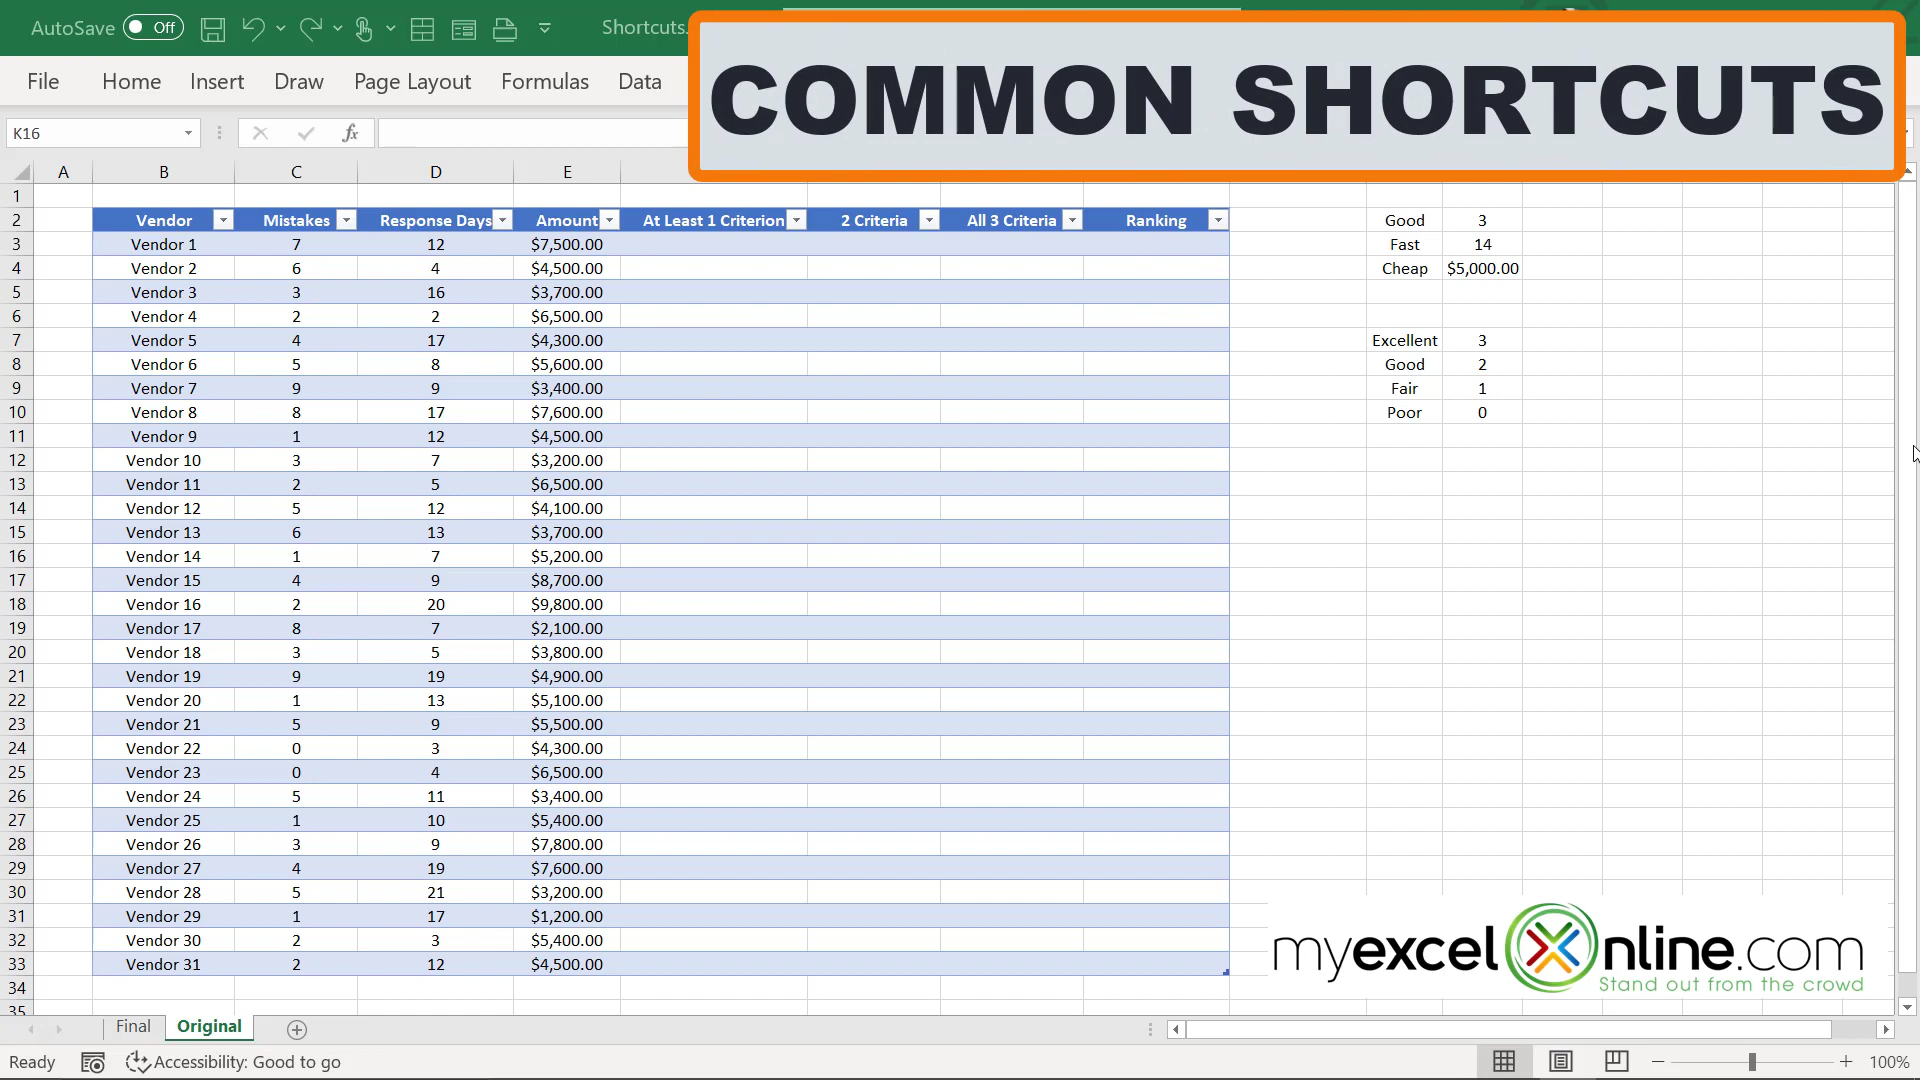 AutoSave Off Shortcuts.
COMMON SHORTCUTS
File Home Insert Draw Page Layout Formulas Data
K16 fx
A B C D E
1
2 Vendor Mistakes Response Days Amount At Least 1 Criterion 2 Criteria All 3 Criteria Ranking Good 3
3 Vendor 1 7 12 $7,500.00 Fast 14
4 Vendor 2 6 4 $4,500.00 Cheap $5,000.00
5 Vendor 3 3 16 $3,700.00
6 Vendor 4 2 2 $6,500.00
7 Vendor 5 4 17 $4,300.00 Excellent 3
8 Vendor 6 5 8 $5,600.00 Good 2
9 Vendor 7 9 9 $3,400.00 Fair 1
10 Vendor 8 8 17 $7,600.00 Poor 0
11 Vendor 9 1 12 $4,500.00
12 Vendor 10 3 7 $3,200.00
13 Vendor 11 2 5 $6,500.00
14 Vendor 12 5 12 $4,100.00
15 Vendor 13 6 13 $3,700.00
16 Vendor 14 1 7 $5,200.00
17 Vendor 15 4 9 $8,700.00
18 Vendor 16 2 20 $9,800.00
19 Vendor 17 8 7 $2,100.00
20 Vendor 18 3 5 $3,800.00
21 Vendor 19 9 19 $4,900.00
22 Vendor 20 1 13 $5,100.00
23 Vendor 21 5 9 $5,500.00
24 Vendor 22 0 3 $4,300.00
25 Vendor 23 0 4 $6,500.00
26 Vendor 24 5 11 $3,400.00
27 Vendor 25 1 10 $5,400.00
28 Vendor 26 3 9 $7,800.00
29 Vendor 27 4 19 $7,600.00
30 Vendor 28 5 21 $3,200.00
31 Vendor 29 1 17 $1,200.00
32 Vendor 30 2 3 $5,400.00
33 Vendor 31 2 12 $4,500.00
34
35
myexcelOnline.com
Stand out from the crowd
Final Original
Ready Accessibility: Good to go 100%